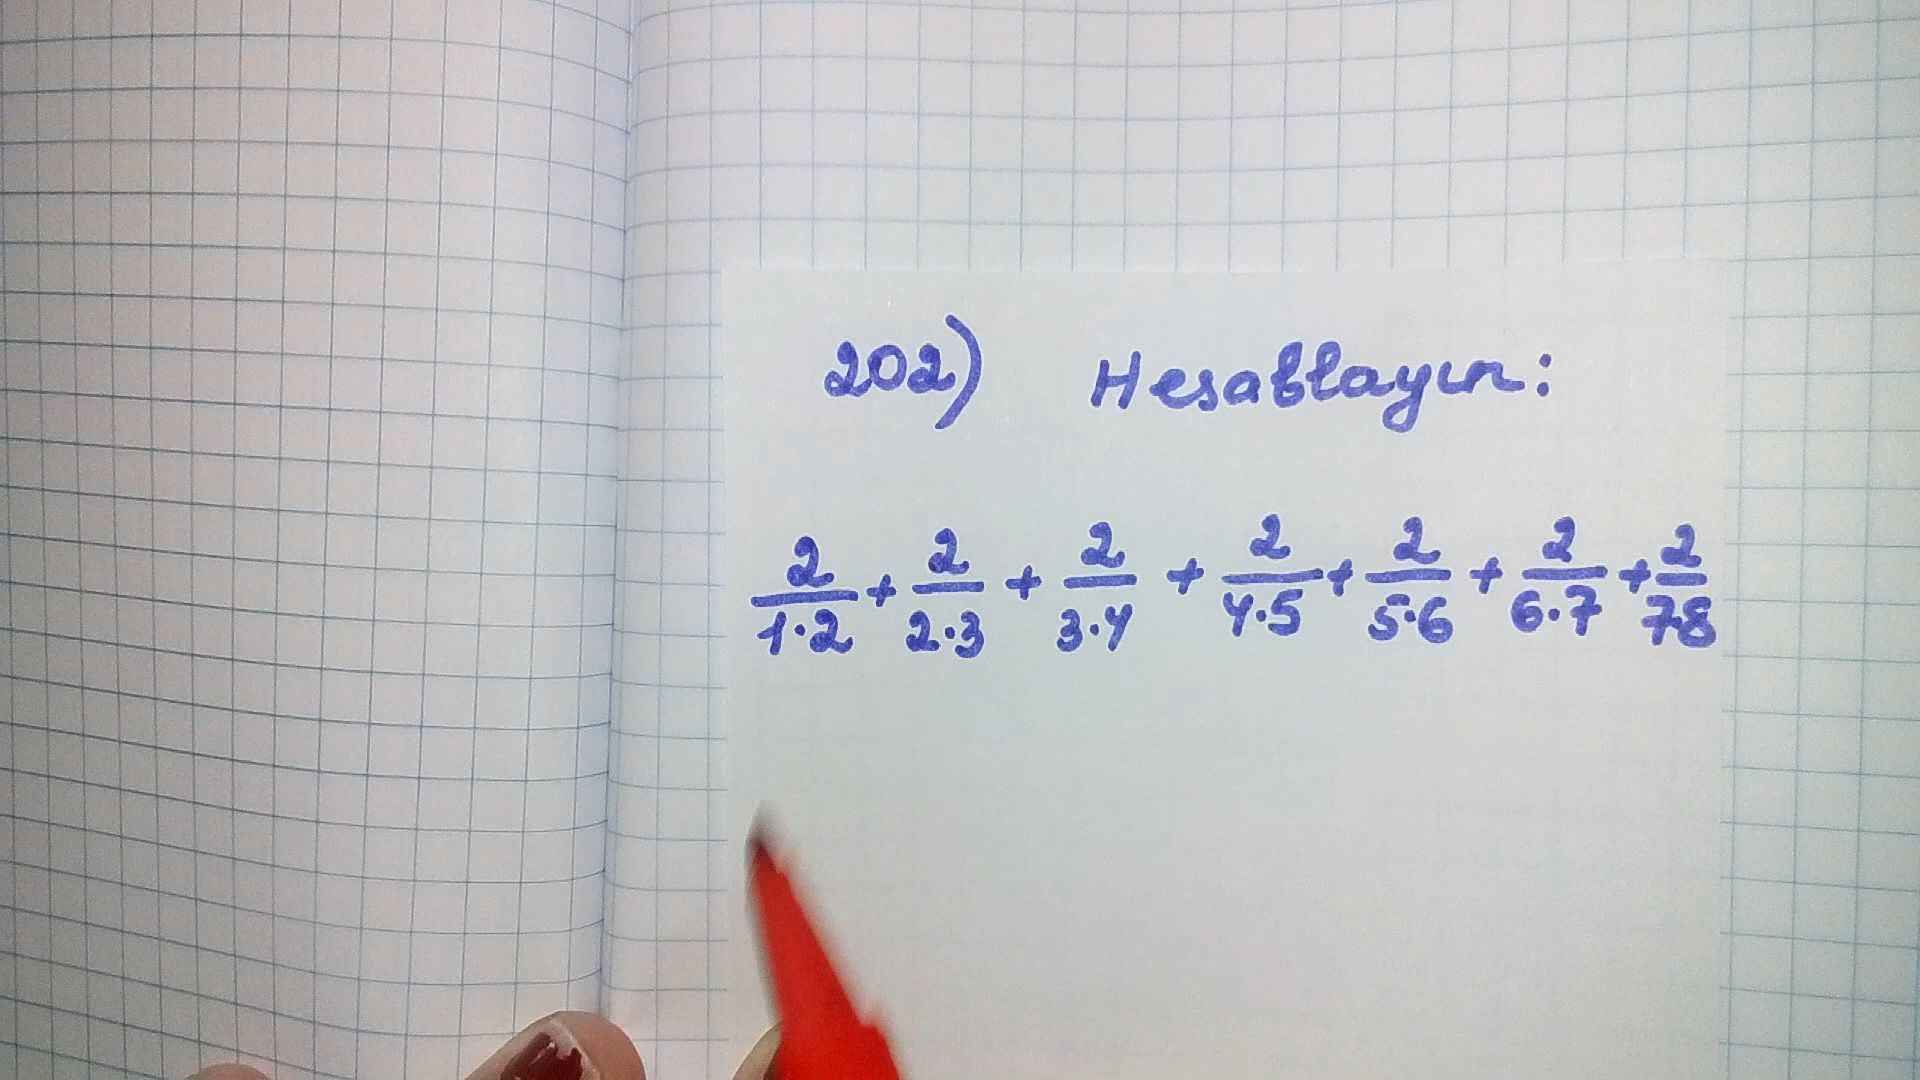 202) Hesablayın:
2/1·2 + 2/2·3 + 2/3·4 + 2/4·5 + 2/5·6 + 2/6·7 + 2/7·8